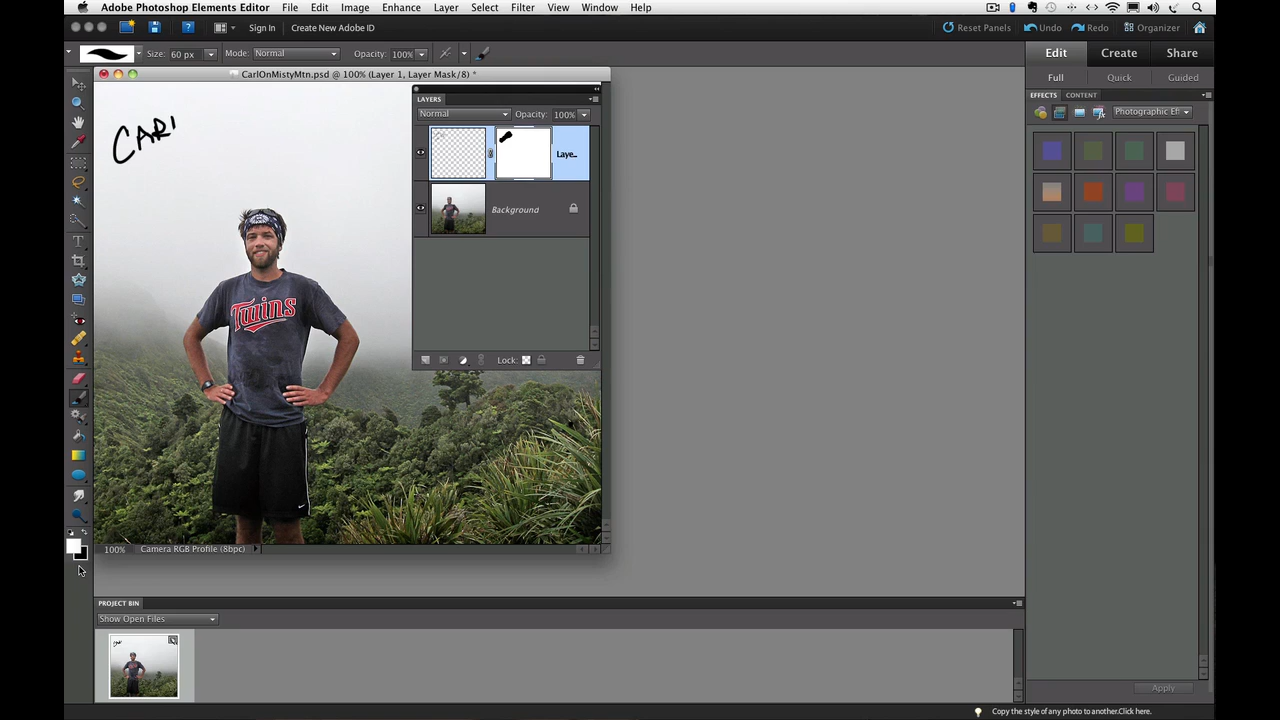 Adobe Photoshop Elements Editor File Edit Image Enhance Layer Select Filter View Window Help
Sign In Create New Adobe ID Reset Panels Undo Redo Organizer
Size: 60 px Mode: Normal Opacity: 100% Edit Create Share
CarlOnMistyMtn.psd @ 100% (Layer 1, Layer Mask/8) *
Full Quick Guided
LAYERS
EFFECTS CONTENT
Normal Opacity: 100%
Photographic Eff
CARl
Laye...
Background
Twins
Lock:
100% Camera RGB Profile (8bpc)
PROJECT BIN
Show Open Files
Apply
Copy the style of any photo to another.Click here.